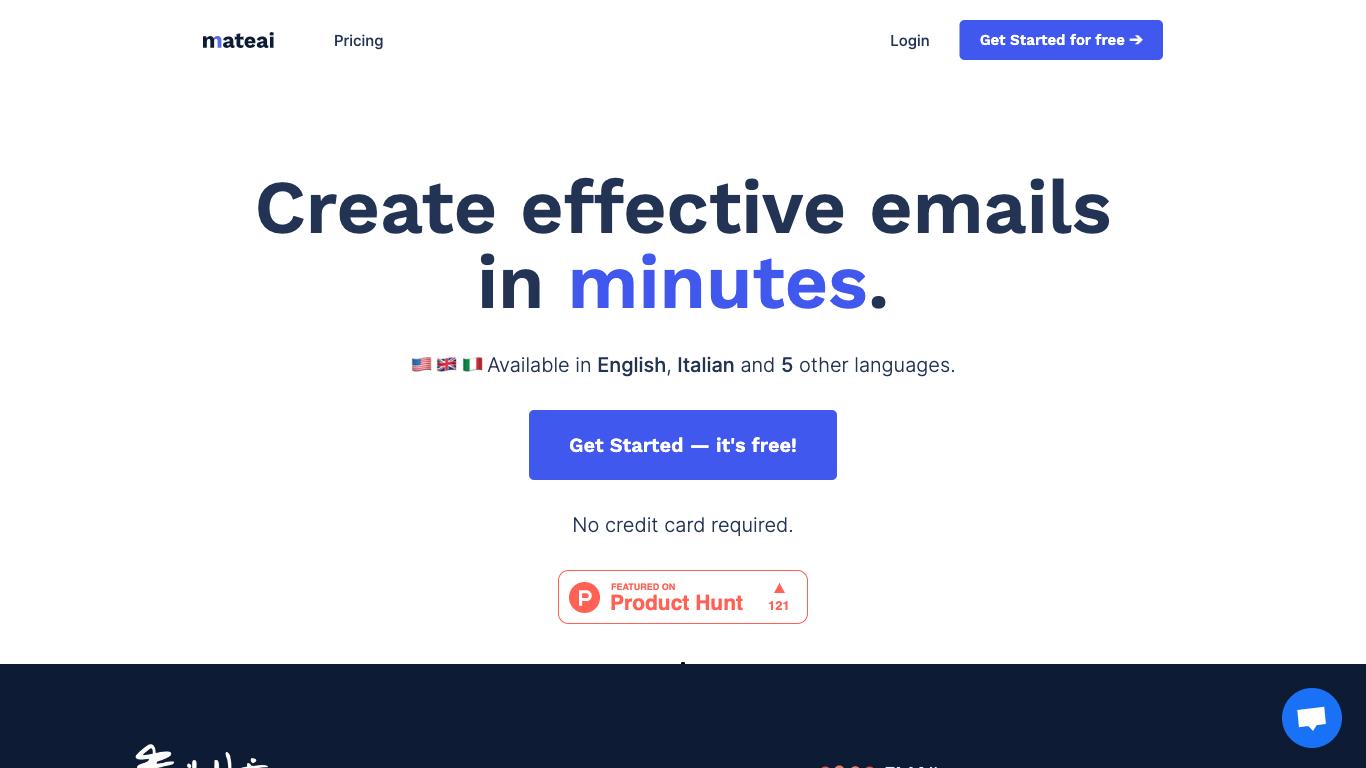 mateai
Pricing
Login
Get Started for free →
Create effective emails
in minutes.
🇺🇸 🇬🇧 🇮🇹 Available in English, Italian and 5 other languages.
Get Started — it's free!
No credit card required.
FEATURED ON
Product Hunt
▲
121